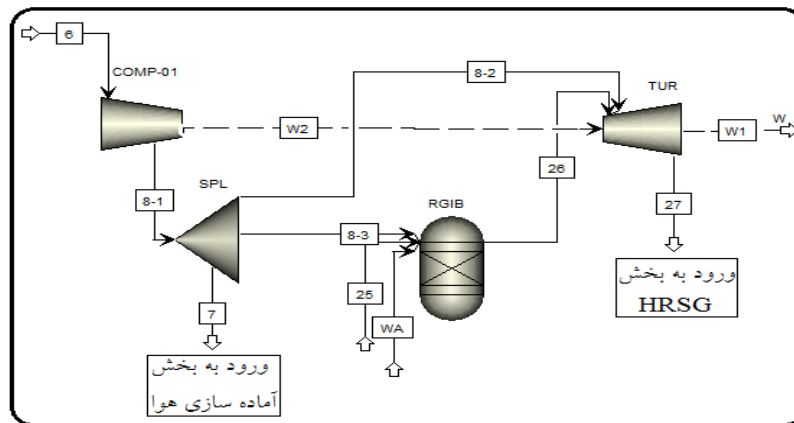 6
COMP-01
8-2
TUR
W2
W1
W
8-1
SPL
26
RGIB
8-3
27
25
WA
7
ورود به بخش
HRSG
ورود به بخش
آماده سازی هوا